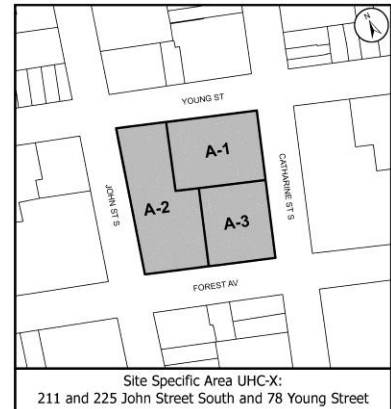 N
YOUNG ST
A-1
CATHARINE ST S
JOHN ST S
A-2
A-3
FOREST AV
Site Specific Area UHC-X:
211 and 225 John Street South and 78 Young Street